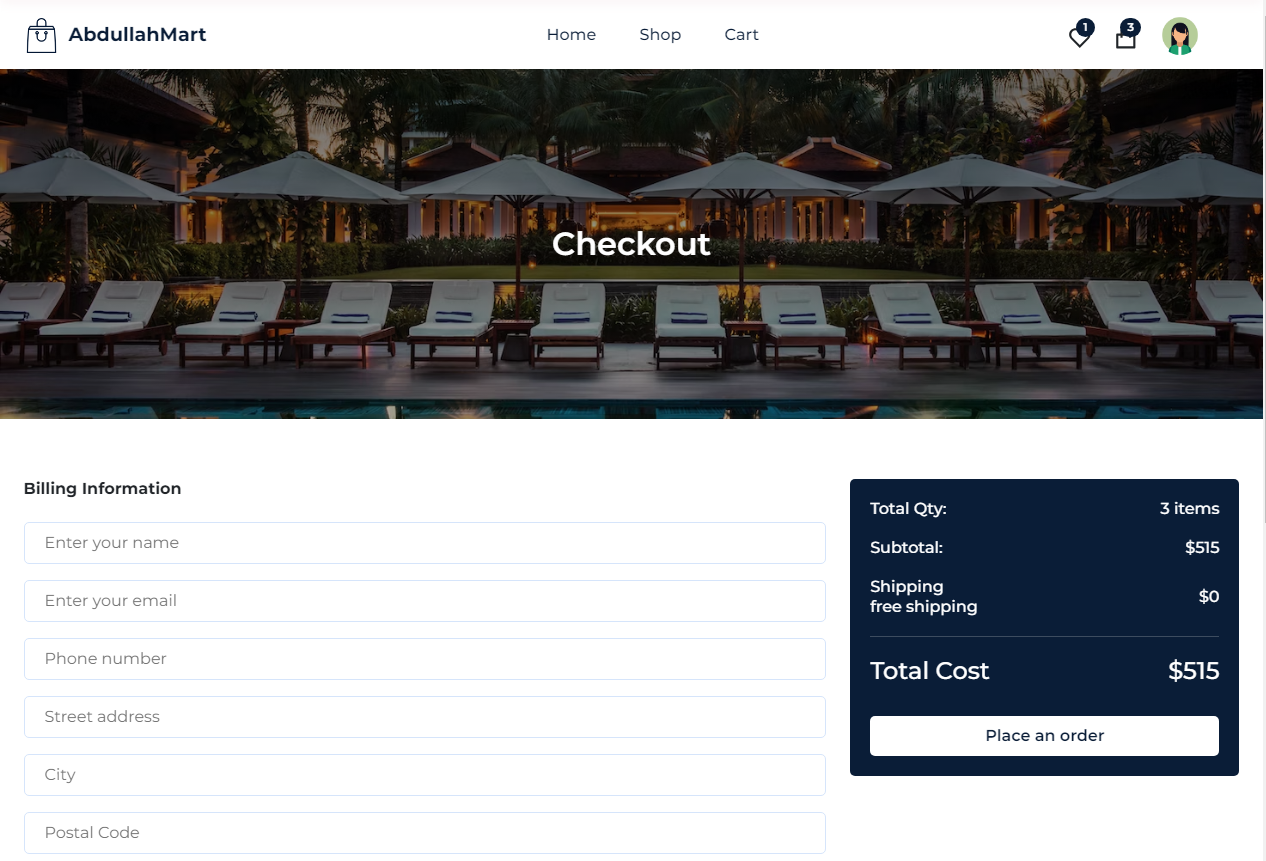 AbdullahMart
Home
Shop
Cart
1
3
Checkout
Billing Information
Enter your name
Enter your email
Phone number
Street address
City
Postal Code
Total Qty: 3 items
Subtotal: $515
Shipping
free shipping
$0
Total Cost $515
Place an order